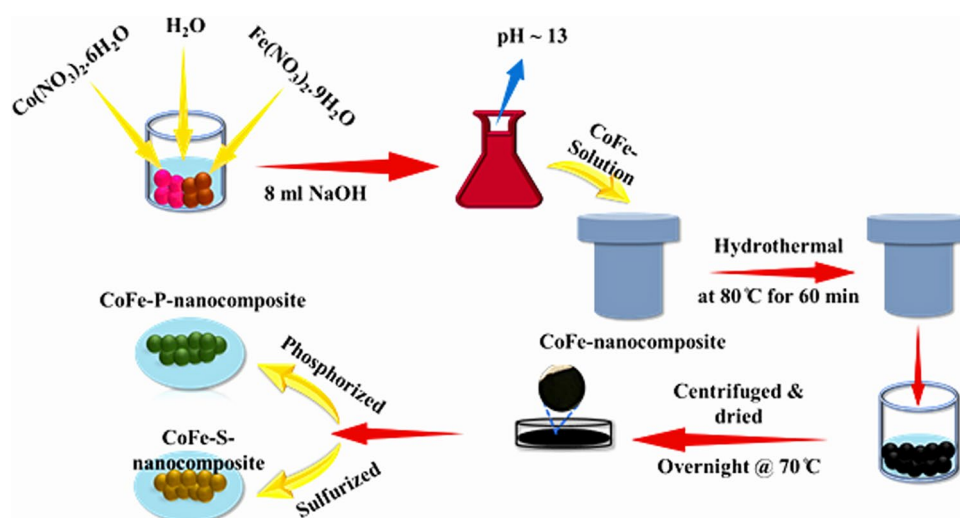 Co(NO₃)₂.6H₂O
H₂O
Fe(NO₃)₂.9H₂O
8 ml NaOH
pH ~ 13
CoFe-
Solution
Hydrothermal
at 80℃ for 60 min
Centrifuged &
dried
Overnight @ 70℃
CoFe-nanocomposite
Phosphorized
Sulfurized
CoFe-P-nanocomposite
CoFe-S-
nanocomposite